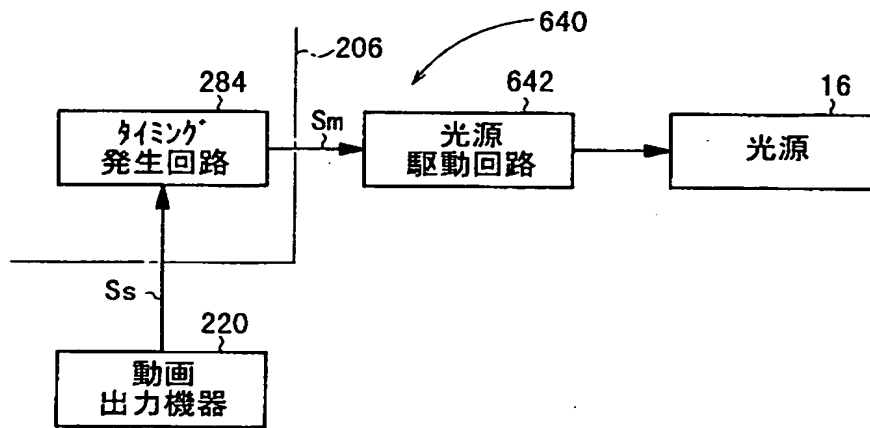 640
206
284
642
16
タイミング
発生回路
Sm
光源
駆動回路
光源
Ss
220
動画
出力機器